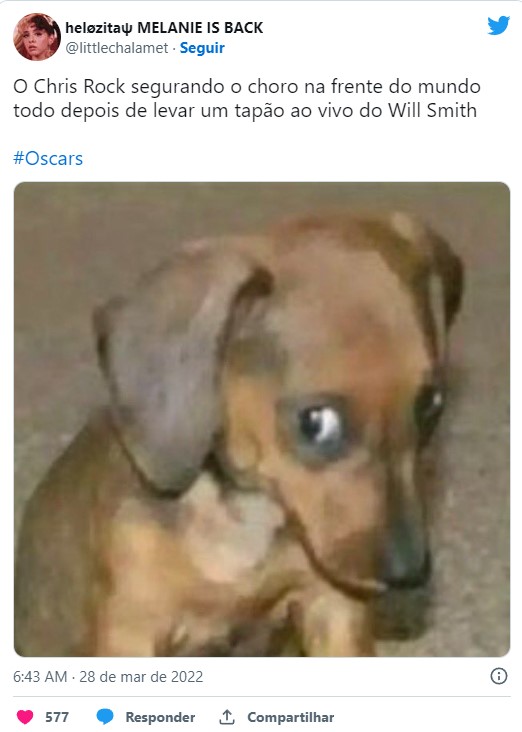 heløzitaψ MELANIE IS BACK
@littlechalamet · Seguir
O Chris Rock segurando o choro na frente do mundo
todo depois de levar um tapão ao vivo do Will Smith
#Oscars
6:43 AM · 28 de mar de 2022
577 Responder Compartilhar